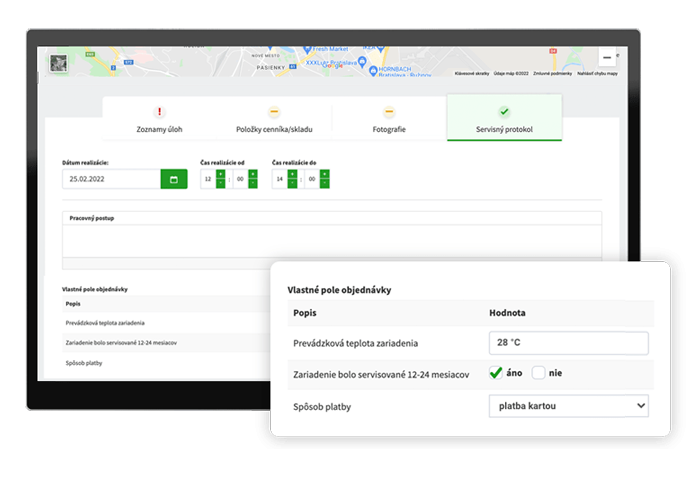 Fresh Market
IKEA
NOVÉ MESTO
XXXLutz Bratislava
PASIENKY
HORNBACH
Bratislava - Ružinov
Google
Klávesové skratky Údaje máp ©2022 Zmluvné podmienky Nahlásiť chybu mapy
Zoznamy úloh Položky cenníka/skladu Fotografie Servisný protokol
Dátum realizácie: Čas realizácie od Čas realizácie do
25.02.2022 12 : 00 14 : 00
Pracovný postup
Vlastné pole objednávky
Popis
Prevádzková teplota zariadenia
Zariadenie bolo servisované 12-24 mesiacov
Spôsob platby
Vlastné pole objednávky
Popis Hodnota
Prevádzková teplota zariadenia 28 °C
Zariadenie bolo servisované 12-24 mesiacov áno nie
Spôsob platby platba kartou